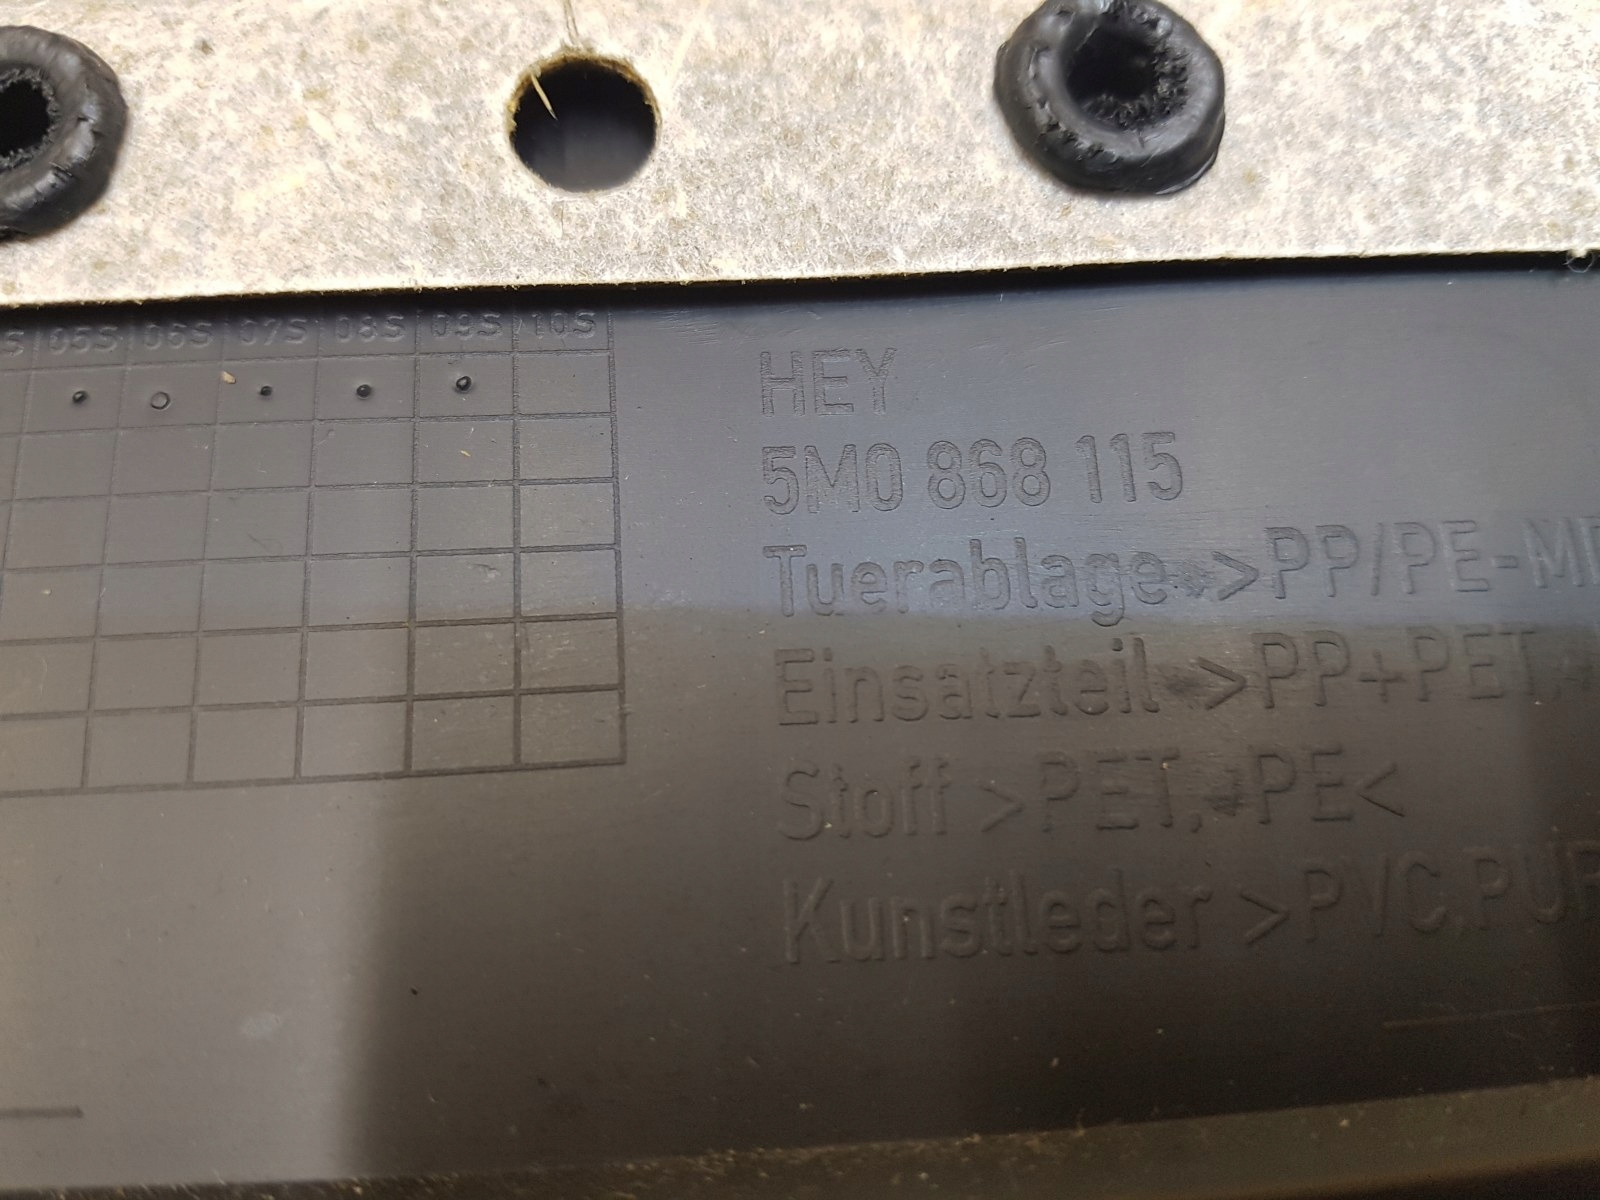 05S 06S 07S 08S 09S 10S
HEY
5M0 868 115
Tuerablage >PP/PE-M
Einsatzteil >PP+PET,
Stoff >PET,+PE<
Kunstleder >PVC,PUR